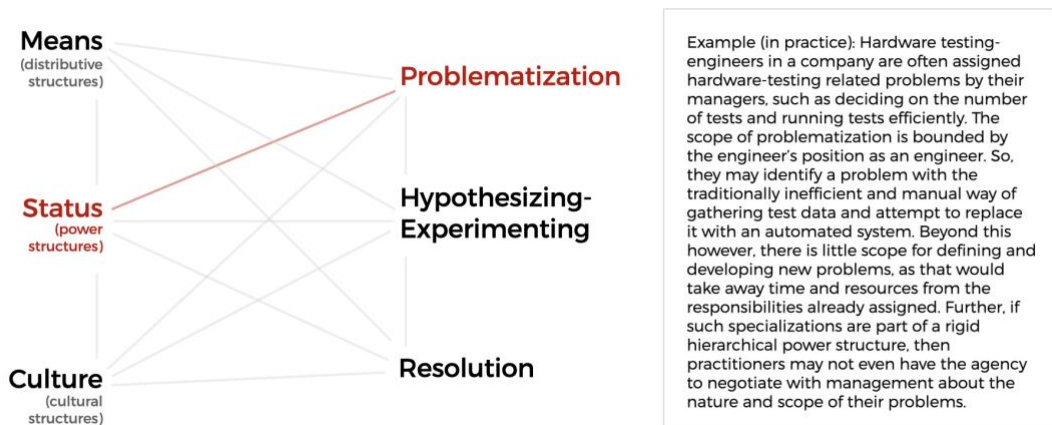 Means
(distributive
structures)
Status
(power
structures)
Culture
(cultural
structures)
Problematization
Hypothesizing-
Experimenting
Resolution
Example (in practice): Hardware testing-
engineers in a company are often assigned
hardware-testing related problems by their
managers, such as deciding on the number
of tests and running tests efficiently. The
scope of problematization is bounded by
the engineer's position as an engineer. So,
they may identify a problem with the
traditionally inefficient and manual way of
gathering test data and attempt to replace
it with an automated system. Beyond this
however, there is little scope for defining and
developing new problems, as that would
take away time and resources from the
responsibilities already assigned. Further, if
such specializations are part of a rigid
hierarchical power structure, then
practitioners may not even have the agency
to negotiate with management about the
nature and scope of their problems.